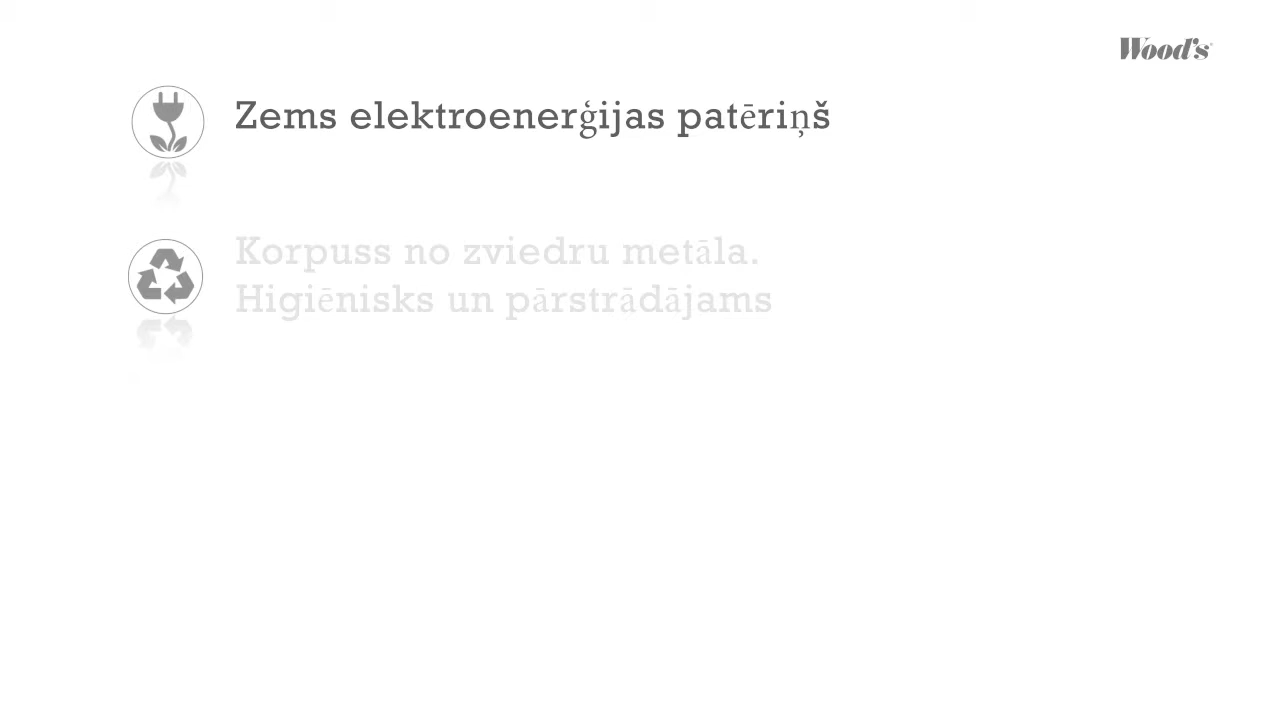 Wood's
Zems elektroenerģijas patēriņš
Korpuss no zviedru metāla.
Higiēnisks un pārstrādājams